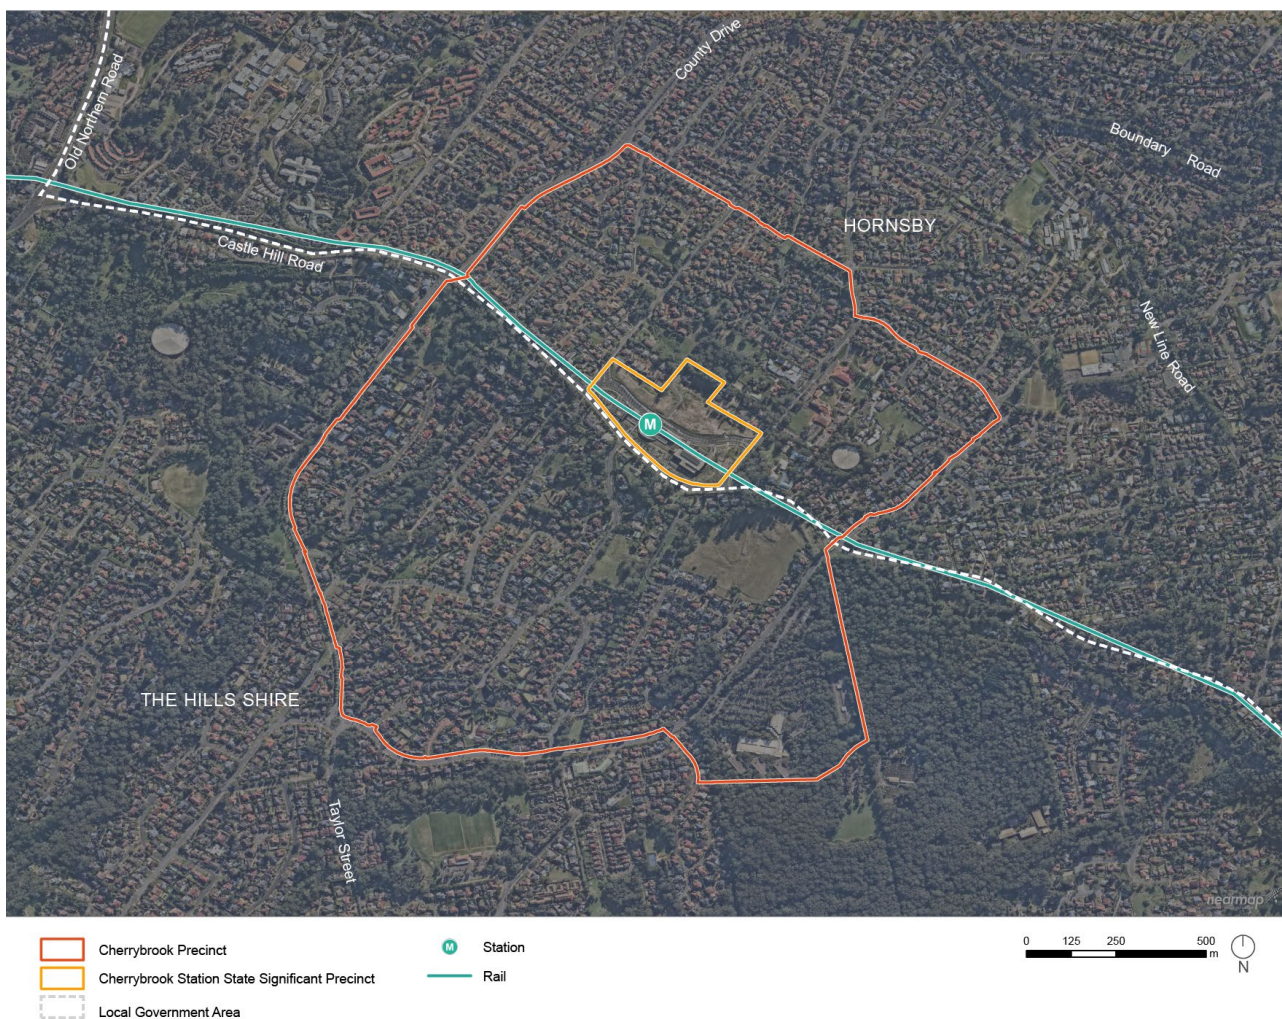 County Drive
Old Northern Road
Boundary Road
HORNSBY
Castle Hill Road
New Line Road
M
THE HILLS SHIRE
Taylor Street
nearmap
Cherrybrook Precinct
Cherrybrook Station State Significant Precinct
Local Government Area
M Station
Rail
0 125 250 500
m
N